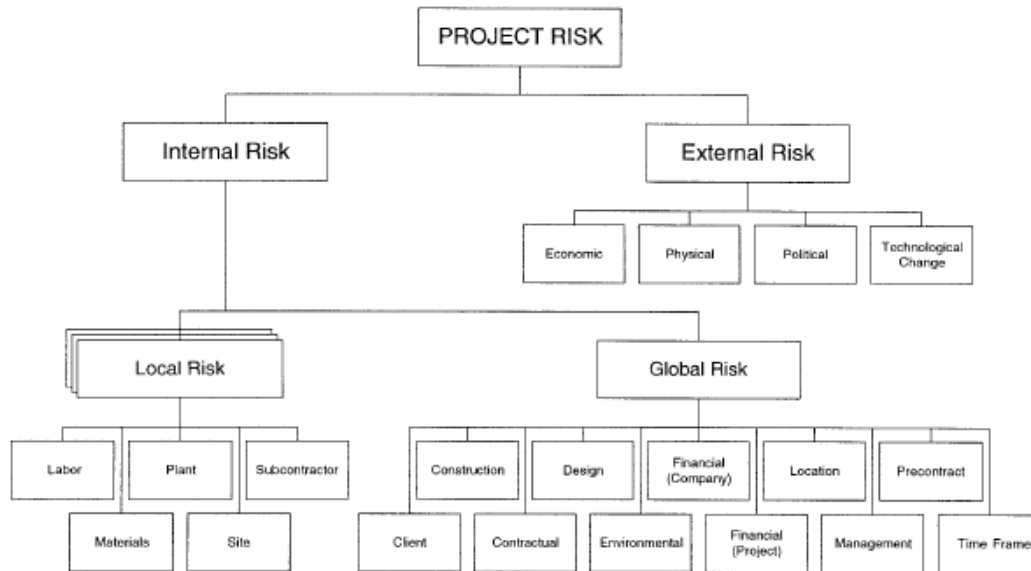 PROJECT RISK
Internal Risk
External Risk
Economic
Physical
Political
Technological
Change
Local Risk
Global Risk
Labor
Plant
Subcontractor
Construction
Design
Financial
(Company)
Location
Precontract
Materials
Site
Client
Contractual
Environmental
Financial
(Project)
Management
Time Frame